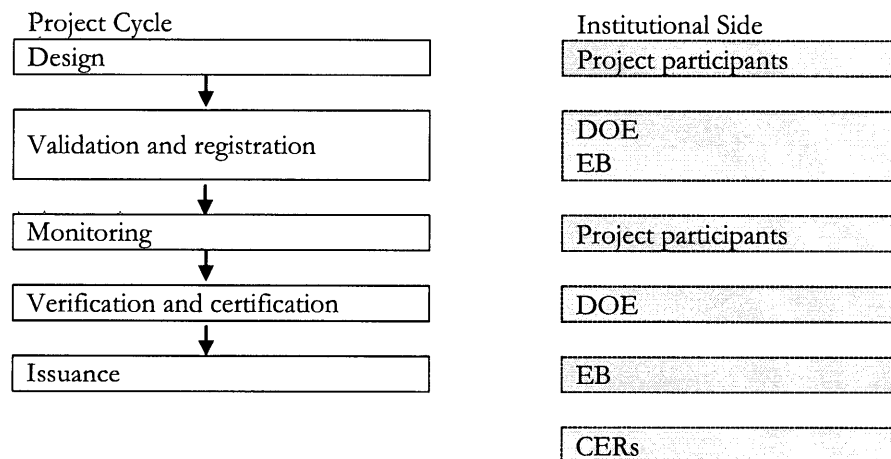 Project Cycle
Design
Validation and registration
Monitoring
Verification and certification
Issuance
Institutional Side
Project participants
DOE
EB
Project participants
DOE
EB
CERs